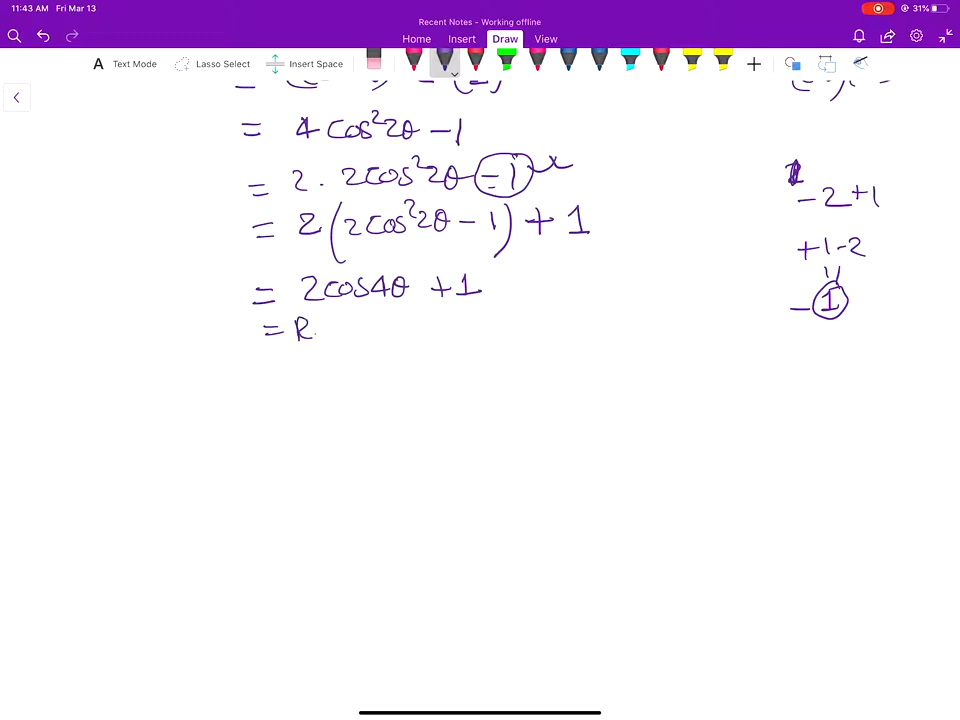 11:43 AM Fri Mar 13
31%
Recent Notes - Working offline
Home Insert Draw View
A Text Mode Lasso Select Insert Space
= 4cos²2θ - 1
= 2 · 2cos²2θ - 1
= 2(2cos²2θ - 1) + 1
= 2cos4θ + 1
= R.
- 2 + 1
+ 1 - 2
- 1